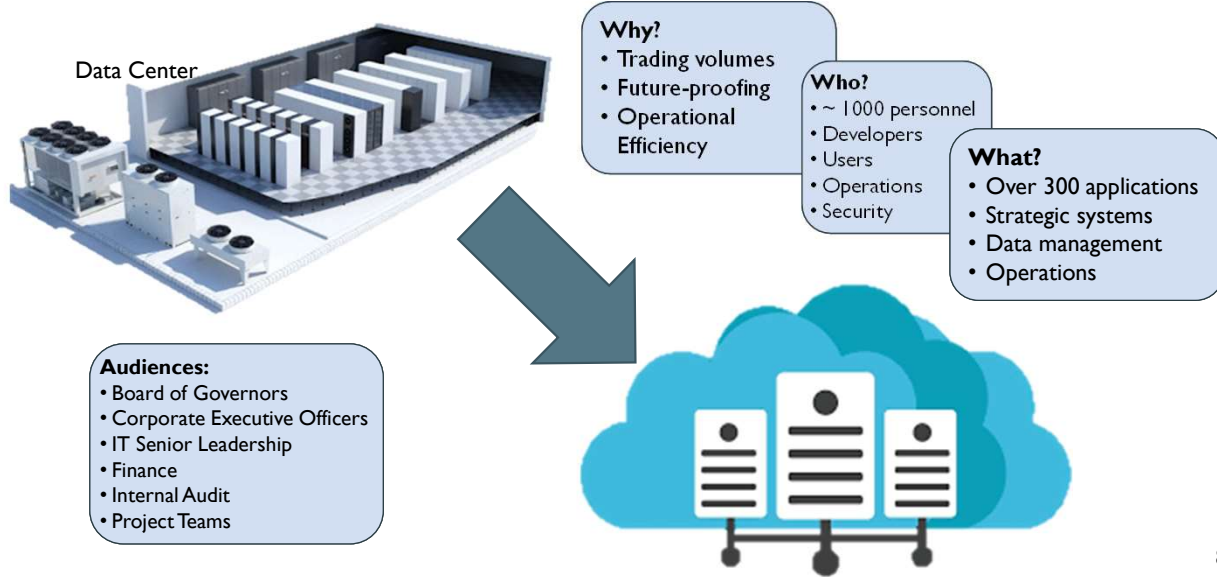 Data Center
Why?
• Trading volumes
• Future-proofing
• Operational
Efficiency
Who?
• ~ 1000 personnel
• Developers
• Users
• Operations
• Security
What?
• Over 300 applications
• Strategic systems
• Data management
• Operations
Audiences:
• Board of Governors
• Corporate Executive Officers
• IT Senior Leadership
• Finance
• Internal Audit
• Project Teams